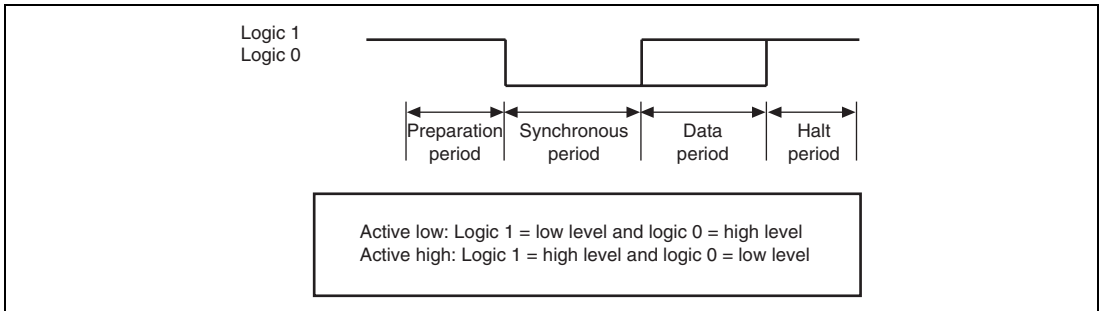 Logic 1
Logic 0
Preparation period
Synchronous period
Data period
Halt period
Active low: Logic 1 = low level and logic 0 = high level
Active high: Logic 1 = high level and logic 0 = low level